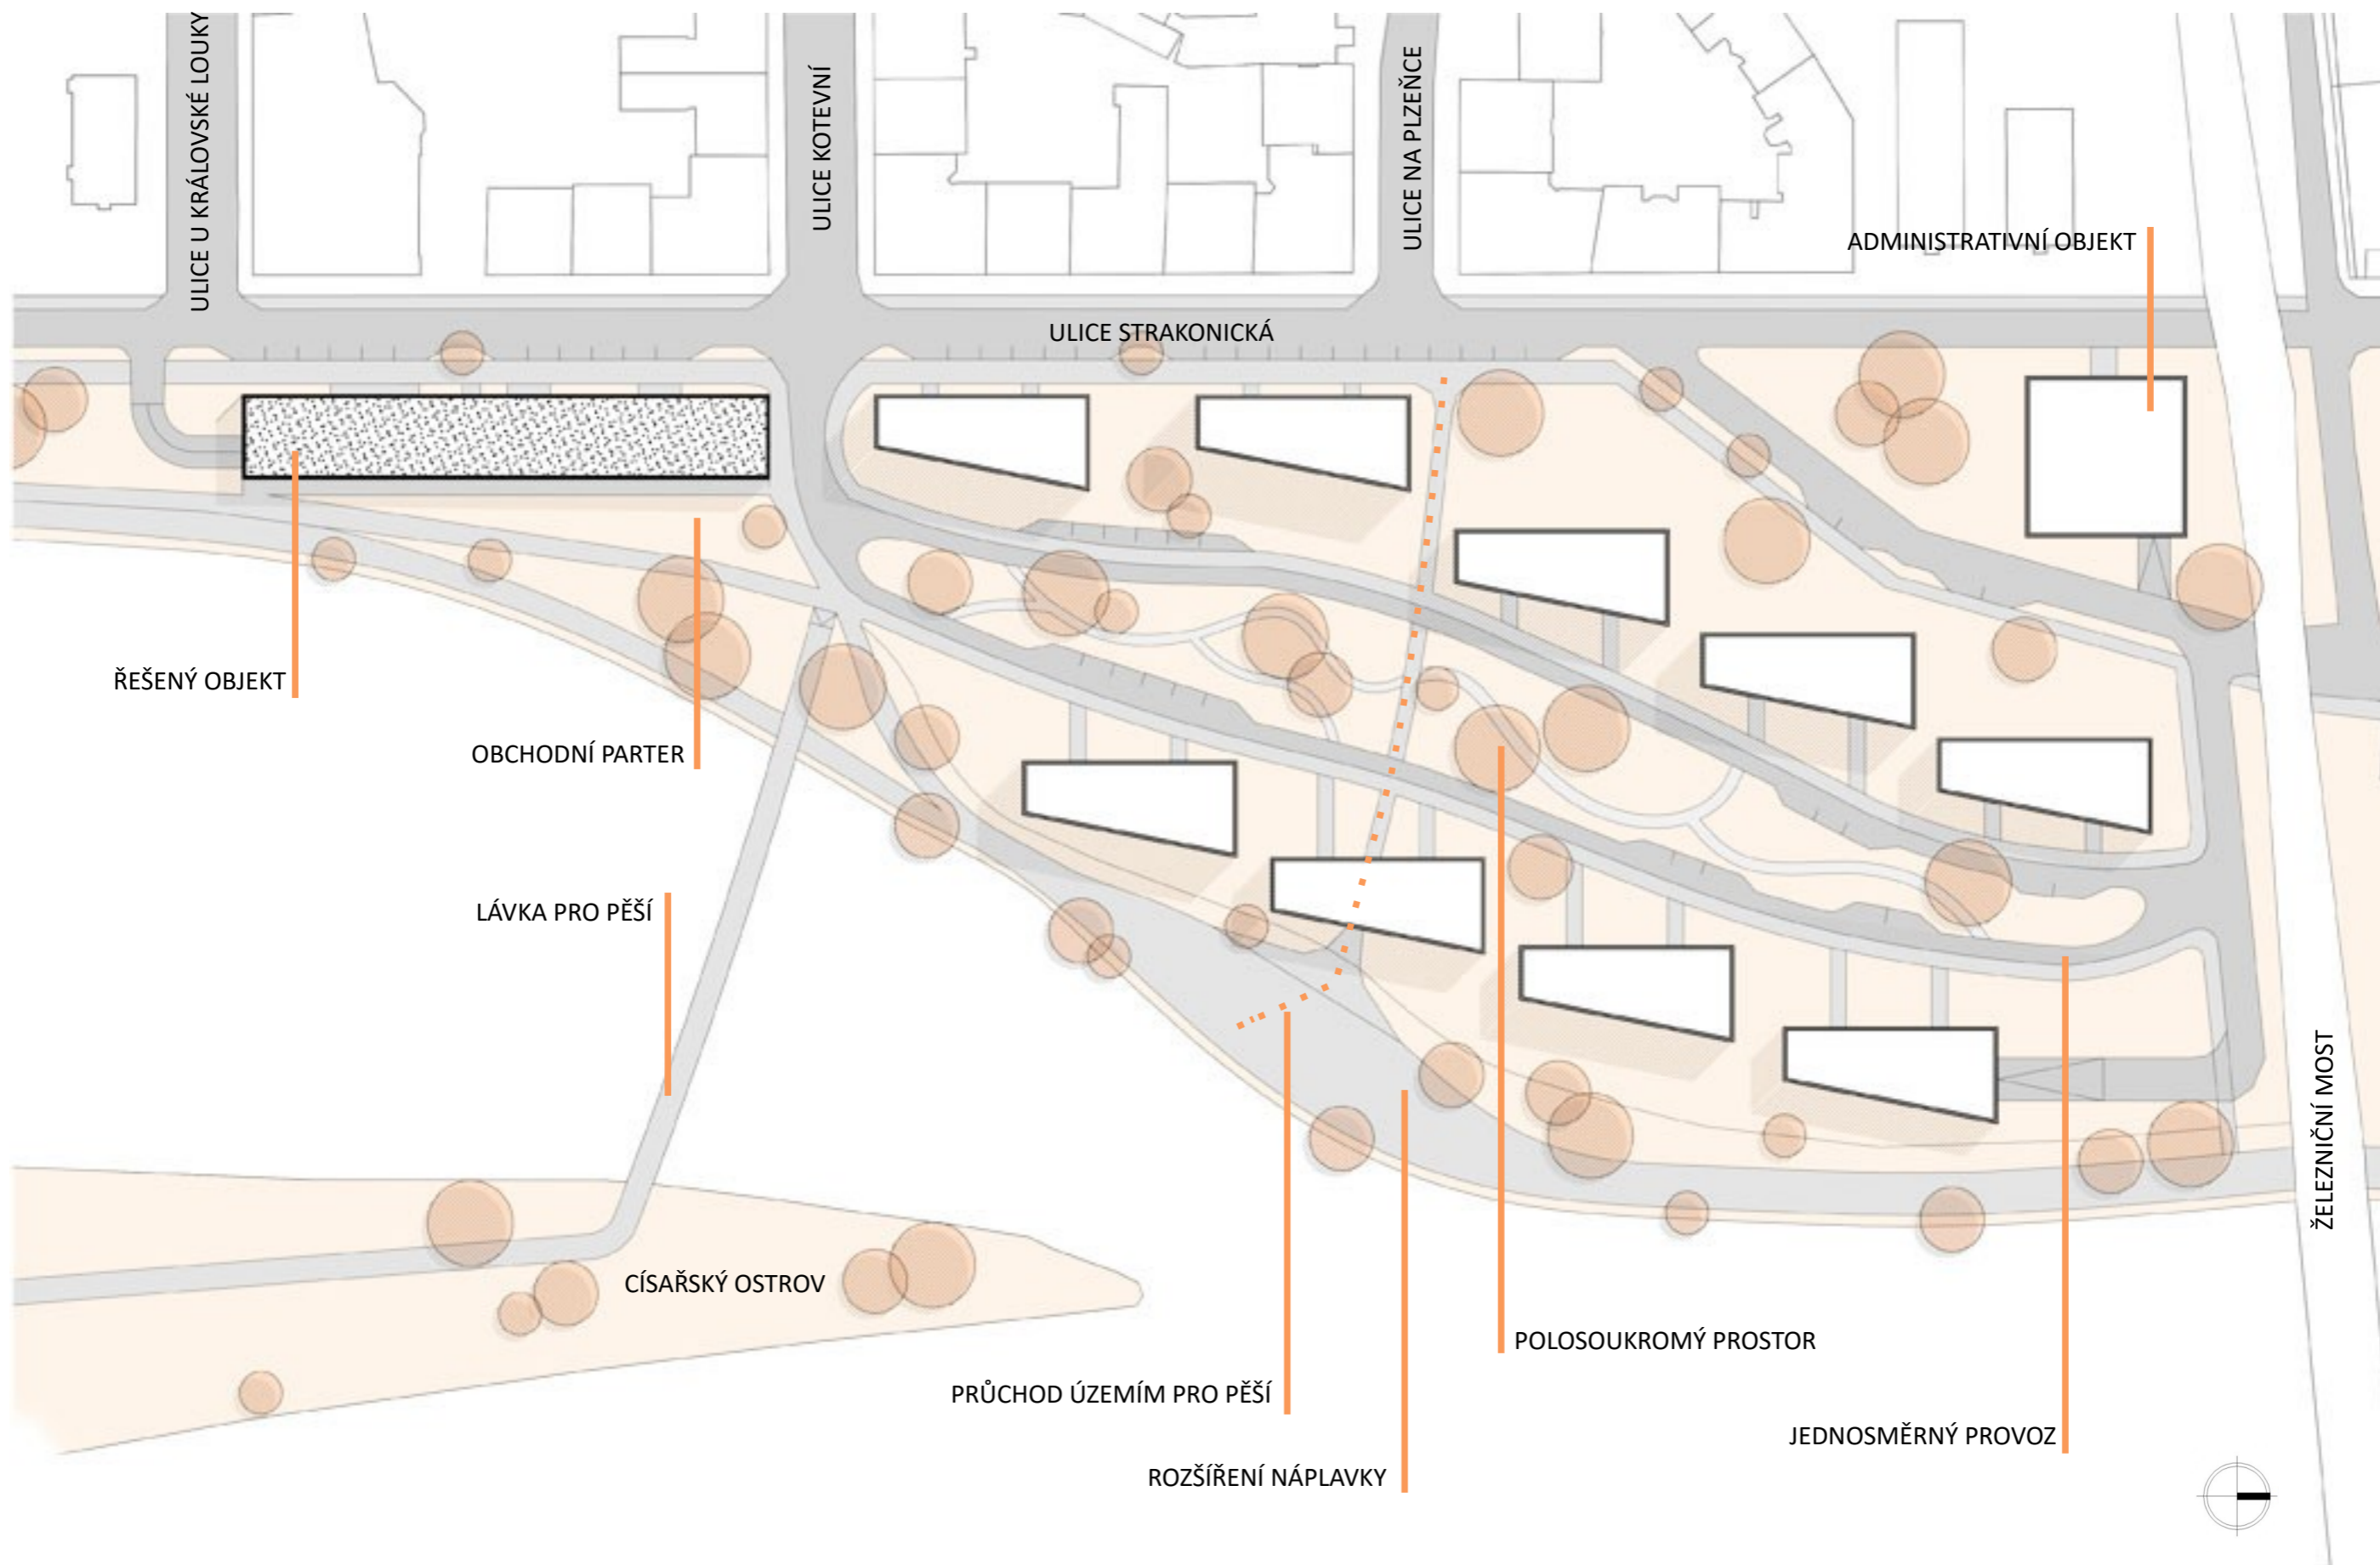 ULICE U KRÁLOVSKÉ LOUKY
ULICE KOTEVNÍ
ULICE NA PLZEŇCE
ADMINISTRATIVNÍ OBJEKT
ULICE STRAKONICKÁ
ŘEŠENÝ OBJEKT
OBCHODNÍ PARTER
LÁVKA PRO PĚŠÍ
ŽELEZNIČNÍ MOST
CÍSAŘSKÝ OSTROV
POLOSOUKROMÝ PROSTOR
PRŮCHOD ÚZEMÍM PRO PĚŠÍ
JEDNOSMĚRNÝ PROVOZ
ROZŠÍŘENÍ NÁPLAVKY